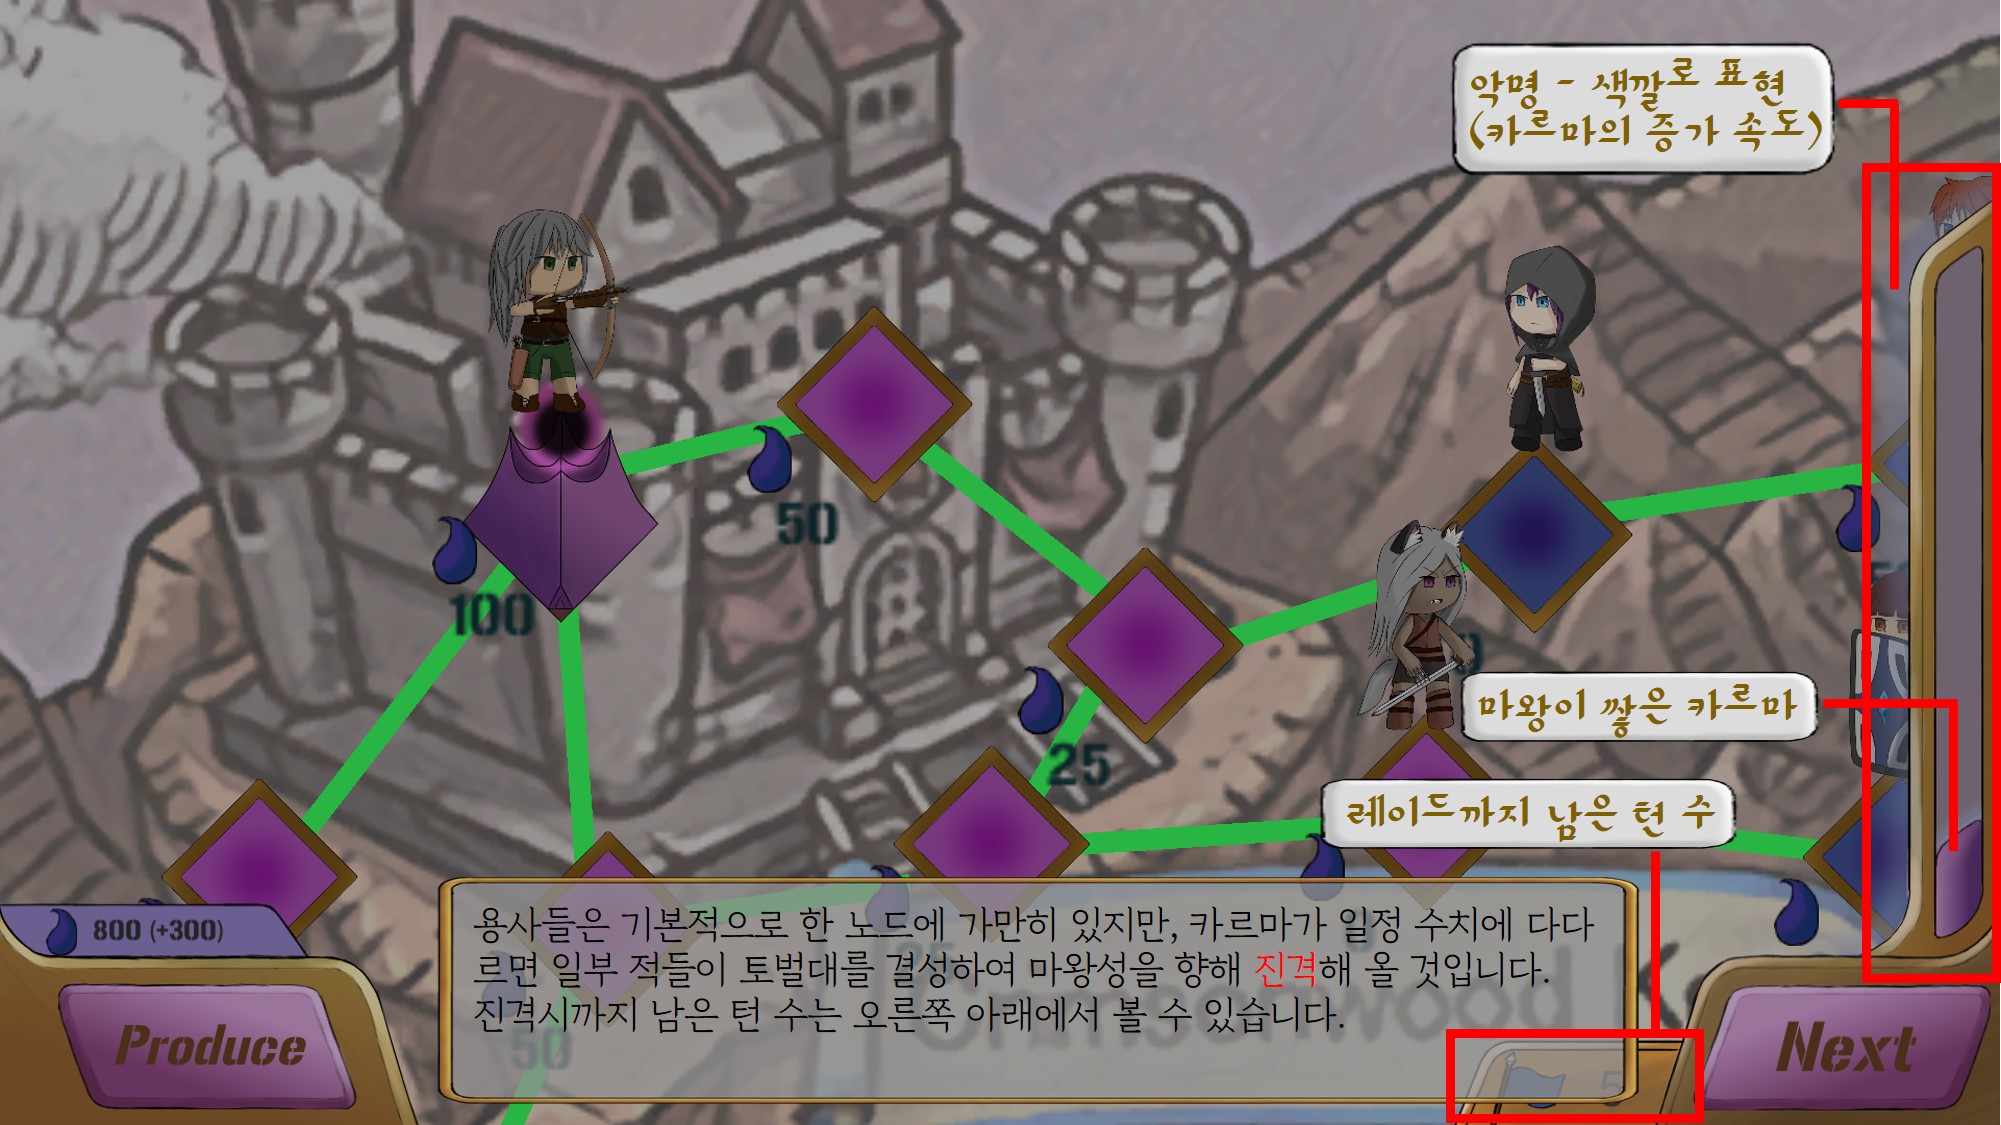 악명 - 색깔로 표현
(카르마의 증가 속도)
50
100
마왕이 쌓은 카르마
25
레이드까지 남은 턴 수
800 (+300)
용사들은 기본적으로 한 노드에 가만히 있지만, 카르마가 일정 수치에 다다
르면 일부 적들이 토벌대를 결성하여 마왕성을 향해 진격해 올 것입니다.
진격시까지 남은 턴 수는 오른쪽 아래에서 볼 수 있습니다.
50
5
Produce
Next